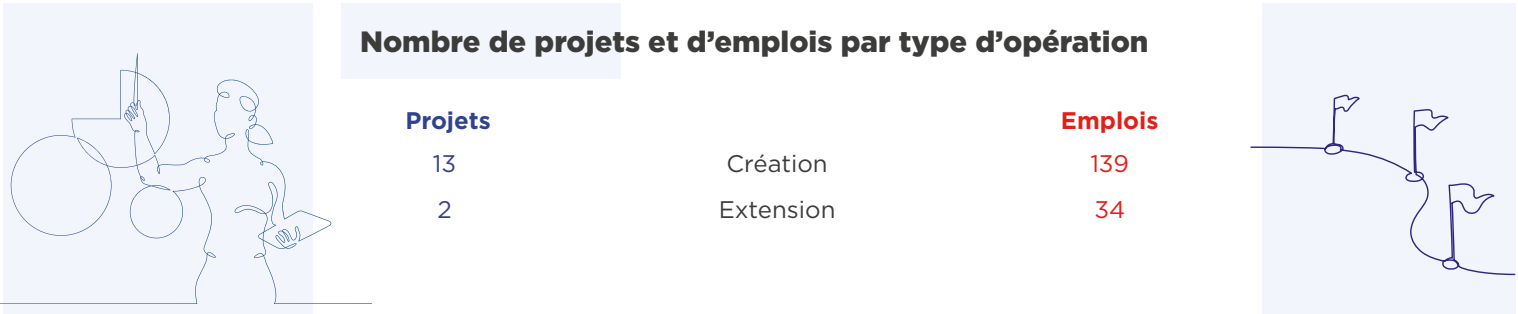 Nombre de projets et d’emplois par type d’opération
Projets Emplois
13 Création 139
2 Extension 34